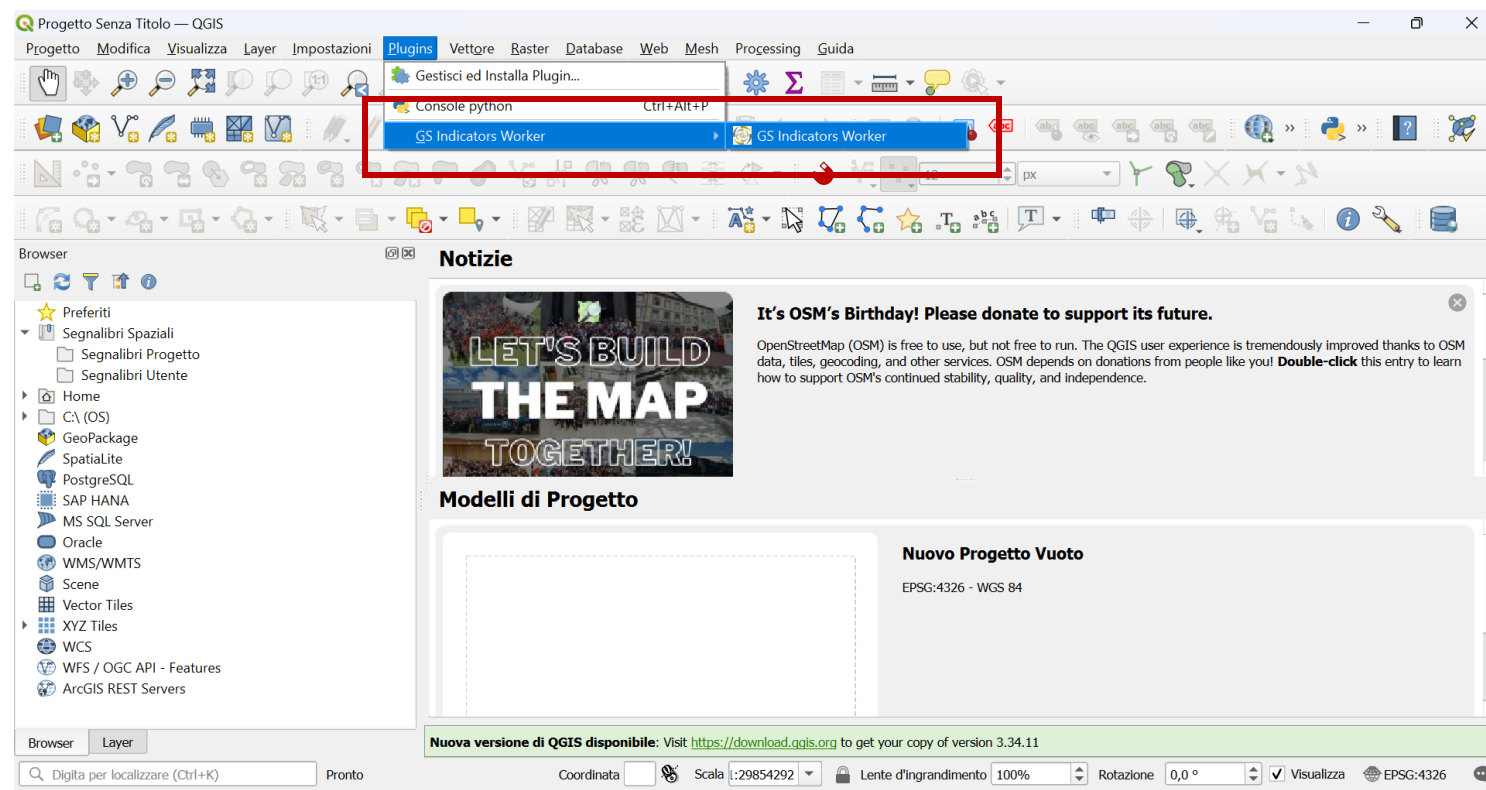 Progetto Senza Titolo — QGIS
Progetto Modifica Visualizza Layer Impostazioni Plugins Vettore Raster Database Web Mesh Processing Guida
Gestisci ed Installa Plugin...
Console python Ctrl+Alt+P
GS Indicators Worker
GS Indicators Worker
px
Browser
Notizie
Preferiti
Segnalibri Spaziali
Segnalibri Progetto
Segnalibri Utente
Home
C:\ (OS)
GeoPackage
SpatiaLite
PostgreSQL
SAP HANA
MS SQL Server
Oracle
WMS/WMTS
Scene
Vector Tiles
XYZ Tiles
WCS
WFS / OGC API - Features
ArcGIS REST Servers
LET'S BUILD
THE MAP
TOGETHER!
It's OSM's Birthday! Please donate to support its future.
OpenStreetMap (OSM) is free to use, but not free to run. The QGIS user experience is tremendously improved thanks to OSM
data, tiles, geocoding, and other services. OSM depends on donations from people like you! Double-click this entry to learn
how to support OSM's continued stability, quality, and independence.
Modelli di Progetto
Nuovo Progetto Vuoto
EPSG:4326 - WGS 84
Browser Layer
Nuova versione di QGIS disponibile: Visit https://download.qgis.org to get your copy of version 3.34.11
Digita per localizzare (Ctrl+K) Pronto Coordinata Scala 1:29854292 Lente d'ingrandimento 100% Rotazione 0,0 ° Visualizza EPSG:4326